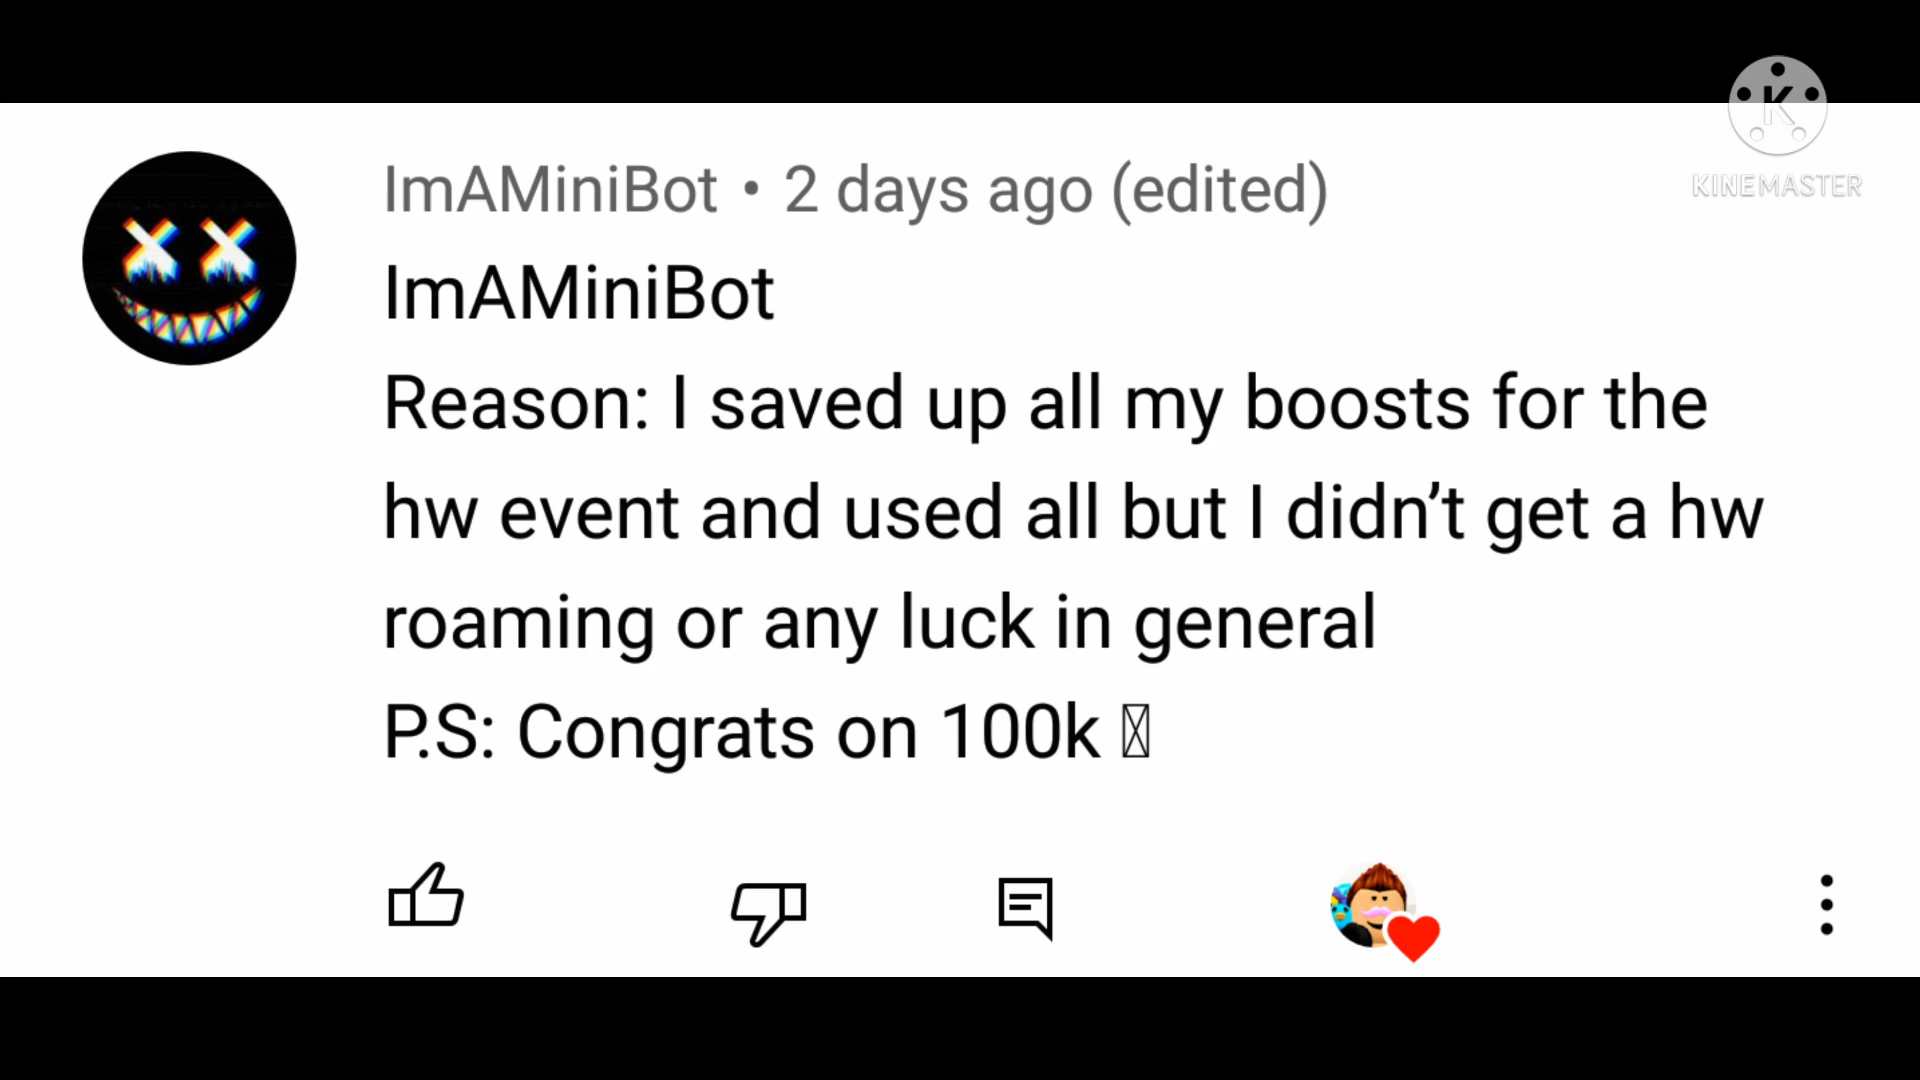 ImAMiniBot • 2 days ago (edited)
ImAMiniBot
Reason: I saved up all my boosts for the
hw event and used all but I didn’t get a hw
roaming or any luck in general
P.S: Congrats on 100k
K
KINEMASTER